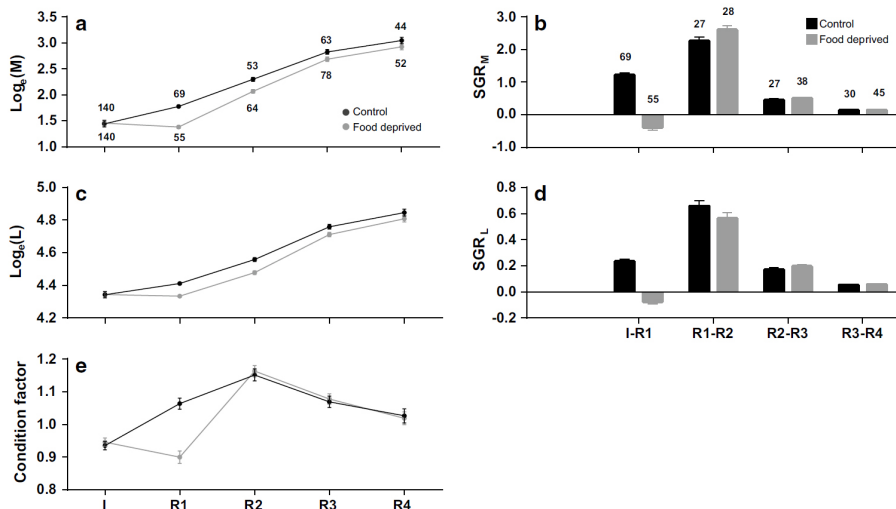 a
Loge(M)
3.5
3.0
2.5
2.0
1.5
1.0
140
140
69
55
53
64
63
78
44
52
Control
Food deprived
b
SGRM
3.0
2.0
1.0
0.0
-1.0
69
55
27
28
27
38
30
45
Control
Food deprived
c
Loge(L)
5.0
4.8
4.6
4.4
4.2
d
SGRL
0.8
0.6
0.4
0.2
0.0
-0.2
I-R1
R1-R2
R2-R3
R3-R4
e
Condition factor
1.2
1.1
1.0
0.9
0.8
I
R1
R2
R3
R4